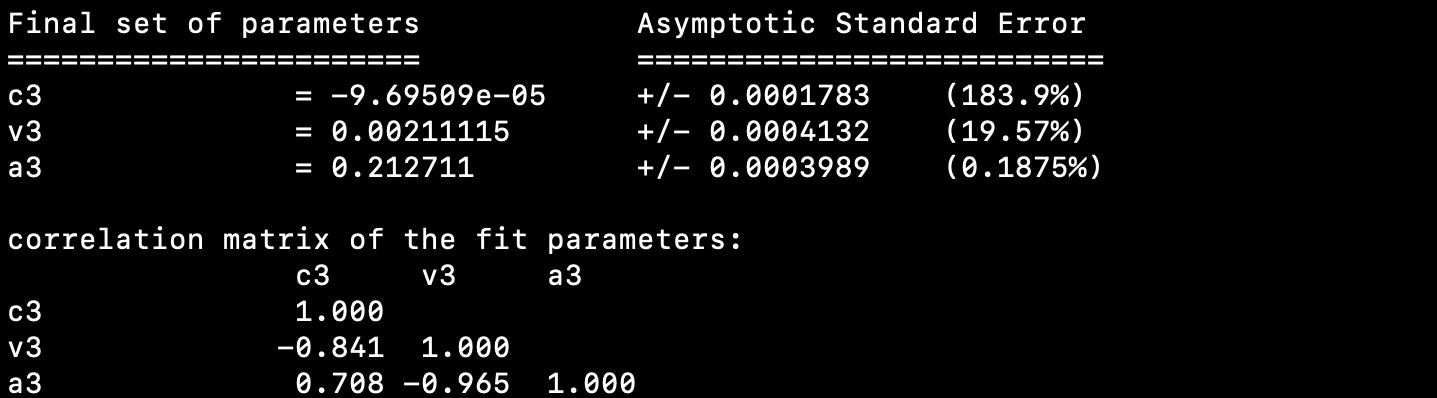 Final set of parameters            Asymptotic Standard Error
=======================            ==========================
c3              = -9.69509e-05     +/- 0.0001783    (183.9%)
v3              = 0.00211115       +/- 0.0004132    (19.57%)
a3              = 0.212711         +/- 0.0003989    (0.1875%)
correlation matrix of the fit parameters:
                c3     v3     a3
c3              1.000
v3             -0.841  1.000
a3              0.708 -0.965  1.000